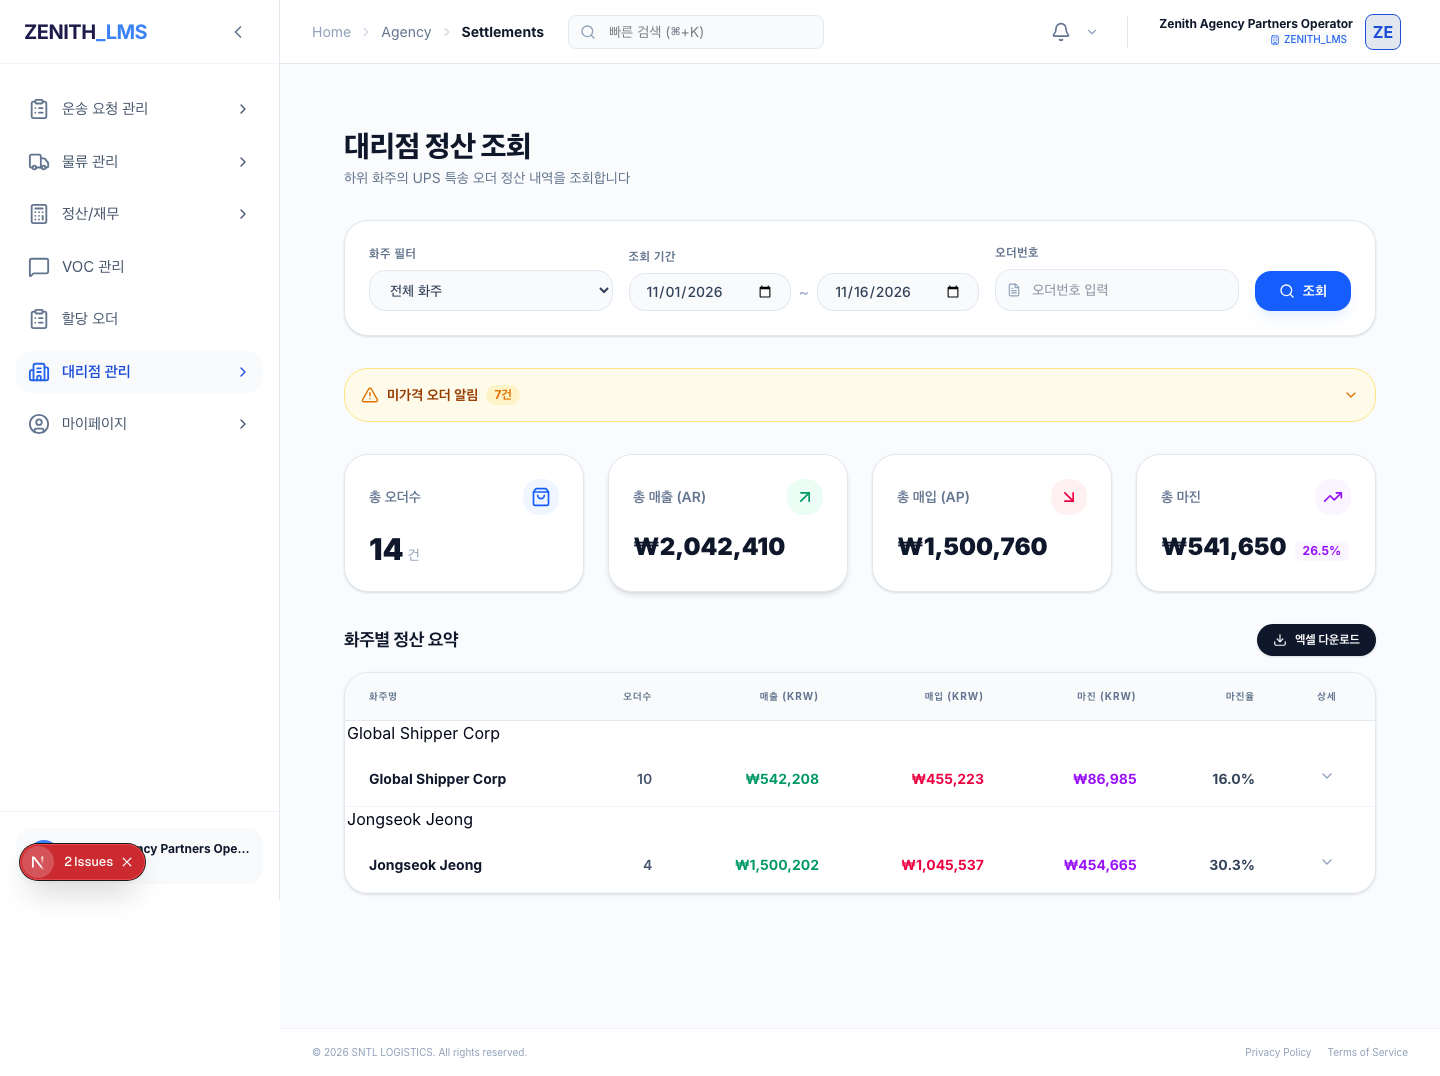 ZENITH_LMS
Home > Agency > Settlements
빠른 검색 (⌘+K)
Zenith Agency Partners Operator
ZENITH_LMS
ZE
운송 요청 관리
물류 관리
정산/재무
VOC 관리
할당 오더
대리점 관리
마이페이지
ncy Partners Ope...
2 Issues
대리점 정산 조회
하위 화주의 UPS 특송 오더 정산 내역을 조회합니다
화주 필터
조회 기간
오더번호
전체 화주
11/01/2026 ~ 11/16/2026
오더번호 입력
조회
미가격 오더 알림 7건
총 오더수
14 건
총 매출 (AR)
₩2,042,410
총 매입 (AP)
₩1,500,760
총 마진
₩541,650 26.5%
화주별 정산 요약
엑셀 다운로드
화주명 오더수 매출 (KRW) 매입 (KRW) 마진 (KRW) 마진율 상세
Global Shipper Corp
Global Shipper Corp 10 ₩542,208 ₩455,223 ₩86,985 16.0%
Jongseok Jeong
Jongseok Jeong 4 ₩1,500,202 ₩1,045,537 ₩454,665 30.3%
© 2026 SNTL LOGISTICS. All rights reserved.
Privacy Policy Terms of Service